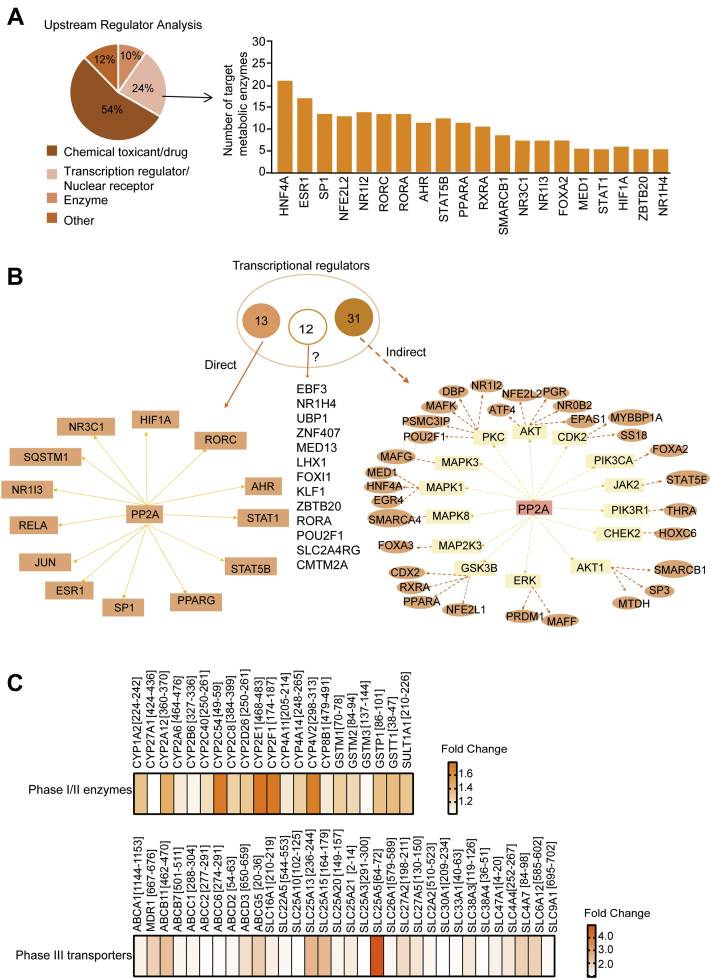 A
Upstream Regulator Analysis
12%
10%
24%
54%
Chemical toxicant/drug
Transcription regulator/
Nuclear receptor
Enzyme
Other
Number of target
metabolic enzymes
30
25
20
15
10
5
0
HNF4A
ESR1
SP1
NFE2L2
NR1I2
RORC
RORA
AHR
STAT5B
PPARA
RXRA
SMARCB1
NR3C1
NR1I3
FOXA2
MED1
STAT1
HIF1A
ZBTB20
NR1H4
B
Transcriptional regulators
13
12
31
?
Direct
Indirect
EBF3
NR1H4
UBP1
ZNF407
MED13
LHX1
FOXI1
KLF1
ZBTB20
RORA
POU2F1
SLC2A4RG
CMTM2A
HIF1A
NR3C1
RORC
SQSTM1
NR1I3
AHR
PP2A
STAT1
RELA
JUN
STAT5B
ESR1
SP1
PPARG
NR1I2
DBP
NFE2L2
PGR
MAFK
ATF4
NR0B2
PSMC3IP
EPAS1
MYBBP1A
POU2F1
PKC
AKT
CDK2
SS18
MAFG
MAPK3
PIK3CA
FOXA2
MED1
HNF4A
EGR4
MAPK1
JAK2
STAT5E
SMARCA4
MAPK8
PP2A
PIK3R1
THRA
FOXA3
MAP2K3
CHEK2
HOXC6
CDX2
GSK3B
ERK
AKT1
SMARCB1
RXRA
SP3
PPARA
MTDH
NFE2L1
PRDM1
MAFF
C
CYP1A2 [224-242]
CYP27A1 [424-436]
CYP2A12 [360-370]
CYP2A6 [464-476]
CYP2B6 [327-336]
CYP2C40 [250-261]
CYP2C54 [49-59]
CYP2C8 [384-399]
CYP2D26 [250-261]
CYP2E1 [468-483]
CYP2F1 [174-187]
CYP4A11 [205-214]
CYP4A14 [248-265]
CYP4V2 [298-313]
CYP8B1 [479-491]
GSTM1 [70-78]
GSTM2 [84-94]
GSTM3 [137-144]
GSTP1 [86-101]
GSTT1 [38-47]
SULT1A1 [210-226]
Phase I/II enzymes
Fold Change
1.6
1.4
1.2
ABCA1[1144-1153]
MDR1 [667-676]
ABCB11 [462-470]
ABCB7 [501-511]
ABCC1 [288-304]
ABCC2 [277-291]
ABCC6 [274-291]
ABCD2 [54-63]
ABCD3 [650-659]
ABCG5 [20-36]
SLC16A1 [210-219]
SLC22A5 [544-553]
SLC25A10 [102-125]
SLC25A13 [236-244]
SLC25A15 [164-179]
SLC25A20 [149-157]
SLC25A21 [2-14]
SLC25A3 [291-300]
SLC25A5 [64-72]
SLC26A1 [579-589]
SLC27A2 [198-211]
SLC27A5 [130-150]
SLC2A2 [510-523]
SLC30A1 [209-234]
SLC33A1 [40-63]
SLC38A3 [119-126]
SLC38A4 [36-51]
SLC47A1 [4-20]
SLC4A4 [252-267]
SLC4A7 [84-98]
SLC6A12 [585-602]
SLC9A1 [695-702]
Phase III transporters
Fold Change
4.0
3.0
2.0